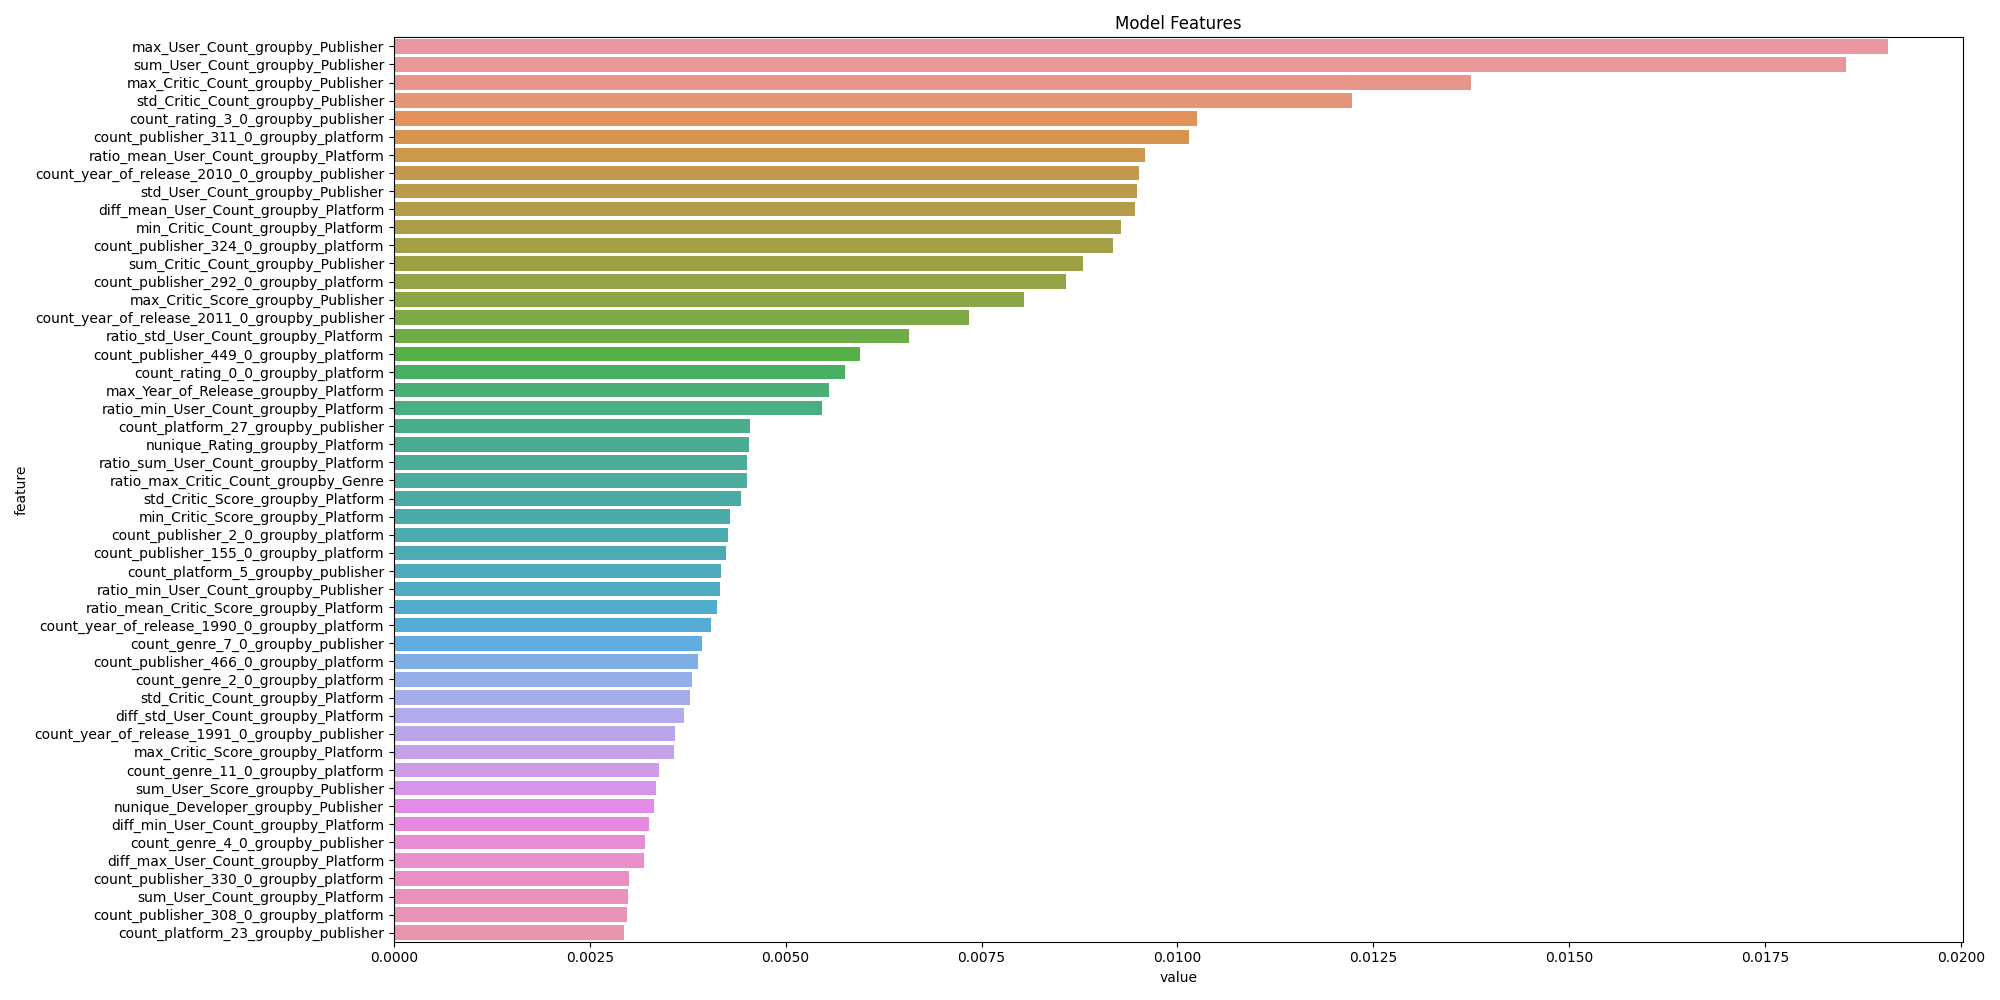 Model Features
max_User_Count_groupby_Publisher
sum_User_Count_groupby_Publisher
max_Critic_Count_groupby_Publisher
std_Critic_Count_groupby_Publisher
count_rating_3_0_groupby_publisher
count_publisher_311_0_groupby_platform
ratio_mean_User_Count_groupby_Platform
count_year_of_release_2010_0_groupby_publisher
std_User_Count_groupby_Publisher
diff_mean_User_Count_groupby_Platform
min_Critic_Count_groupby_Platform
count_publisher_324_0_groupby_platform
sum_Critic_Count_groupby_Publisher
count_publisher_292_0_groupby_platform
max_Critic_Score_groupby_Publisher
count_year_of_release_2011_0_groupby_publisher
ratio_std_User_Count_groupby_Platform
count_publisher_449_0_groupby_platform
count_rating_0_0_groupby_platform
max_Year_of_Release_groupby_Platform
ratio_min_User_Count_groupby_Platform
count_platform_27_groupby_publisher
nunique_Rating_groupby_Platform
ratio_sum_User_Count_groupby_Platform
ratio_max_Critic_Count_groupby_Genre
std_Critic_Score_groupby_Platform
min_Critic_Score_groupby_Platform
count_publisher_2_0_groupby_platform
count_publisher_155_0_groupby_platform
count_platform_5_groupby_publisher
ratio_min_User_Count_groupby_Publisher
ratio_mean_Critic_Score_groupby_Platform
count_year_of_release_1990_0_groupby_platform
count_genre_7_0_groupby_publisher
count_publisher_466_0_groupby_platform
count_genre_2_0_groupby_platform
std_Critic_Count_groupby_Platform
diff_std_User_Count_groupby_Platform
count_year_of_release_1991_0_groupby_publisher
max_Critic_Score_groupby_Platform
count_genre_11_0_groupby_platform
sum_User_Score_groupby_Publisher
nunique_Developer_groupby_Publisher
diff_min_User_Count_groupby_Platform
count_genre_4_0_groupby_publisher
diff_max_User_Count_groupby_Platform
count_publisher_330_0_groupby_platform
sum_User_Count_groupby_Platform
count_publisher_308_0_groupby_platform
count_platform_23_groupby_publisher
feature
0.0000 0.0025 0.0050 0.0075 0.0100 0.0125 0.0150 0.0175 0.0200
value